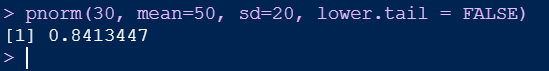 > pnorm(30, mean=50, sd=20, lower.tail = FALSE)
[1] 0.8413447
>